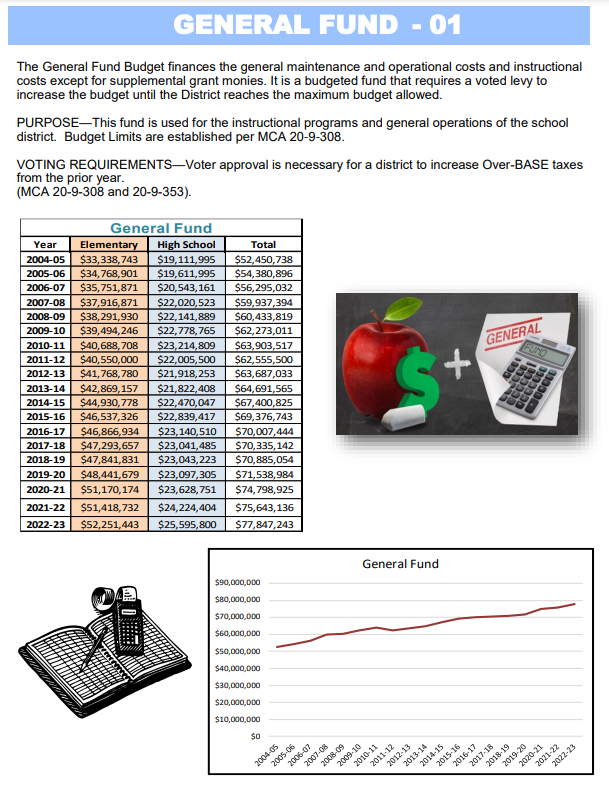 GENERAL FUND - 01
The General Fund Budget finances the general maintenance and operational costs and instructional
costs except for supplemental grant monies. It is a budgeted fund that requires a voted levy to
increase the budget until the District reaches the maximum budget allowed.
PURPOSE—This fund is used for the instructional programs and general operations of the school
district. Budget Limits are established per MCA 20-9-308.
VOTING REQUIREMENTS—Voter approval is necessary for a district to increase Over-BASE taxes
from the prior year.
(MCA 20-9-308 and 20-9-353).
General Fund
Year Elementary High School Total
2004-05 $33,338,743 $19,111,995 $52,450,738
2005-06 $34,768,901 $19,611,995 $54,380,896
2006-07 $35,751,871 $20,543,161 $56,295,032
2007-08 $37,916,871 $22,020,523 $59,937,394
2008-09 $38,291,930 $22,141,889 $60,433,819
2009-10 $39,494,246 $22,778,765 $62,273,011
2010-11 $40,688,708 $23,214,809 $63,903,517
2011-12 $40,550,000 $22,005,500 $62,555,500
2012-13 $41,768,780 $21,918,253 $63,687,033
2013-14 $42,869,157 $21,822,408 $64,691,565
2014-15 $44,930,778 $22,470,047 $67,400,825
2015-16 $46,537,326 $22,839,417 $69,376,743
2016-17 $46,866,934 $23,140,510 $70,007,444
2017-18 $47,293,657 $23,041,485 $70,335,142
2018-19 $47,841,831 $23,043,223 $70,885,054
2019-20 $48,441,679 $23,097,305 $71,538,984
2020-21 $51,170,174 $23,628,751 $74,798,925
2021-22 $51,418,732 $24,224,404 $75,643,136
2022-23 $52,251,443 $25,595,800 $77,847,243
$ + GENERAL
FUND
General Fund
$90,000,000
$80,000,000
$70,000,000
$60,000,000
$50,000,000
$40,000,000
$30,000,000
$20,000,000
$10,000,000
$0
2004-05 2005-06 2006-07 2007-08 2008-09 2009-10 2010-11 2011-12 2012-13 2013-14 2014-15 2015-16 2016-17 2017-18 2018-19 2019-20 2020-21 2021-22 2022-23